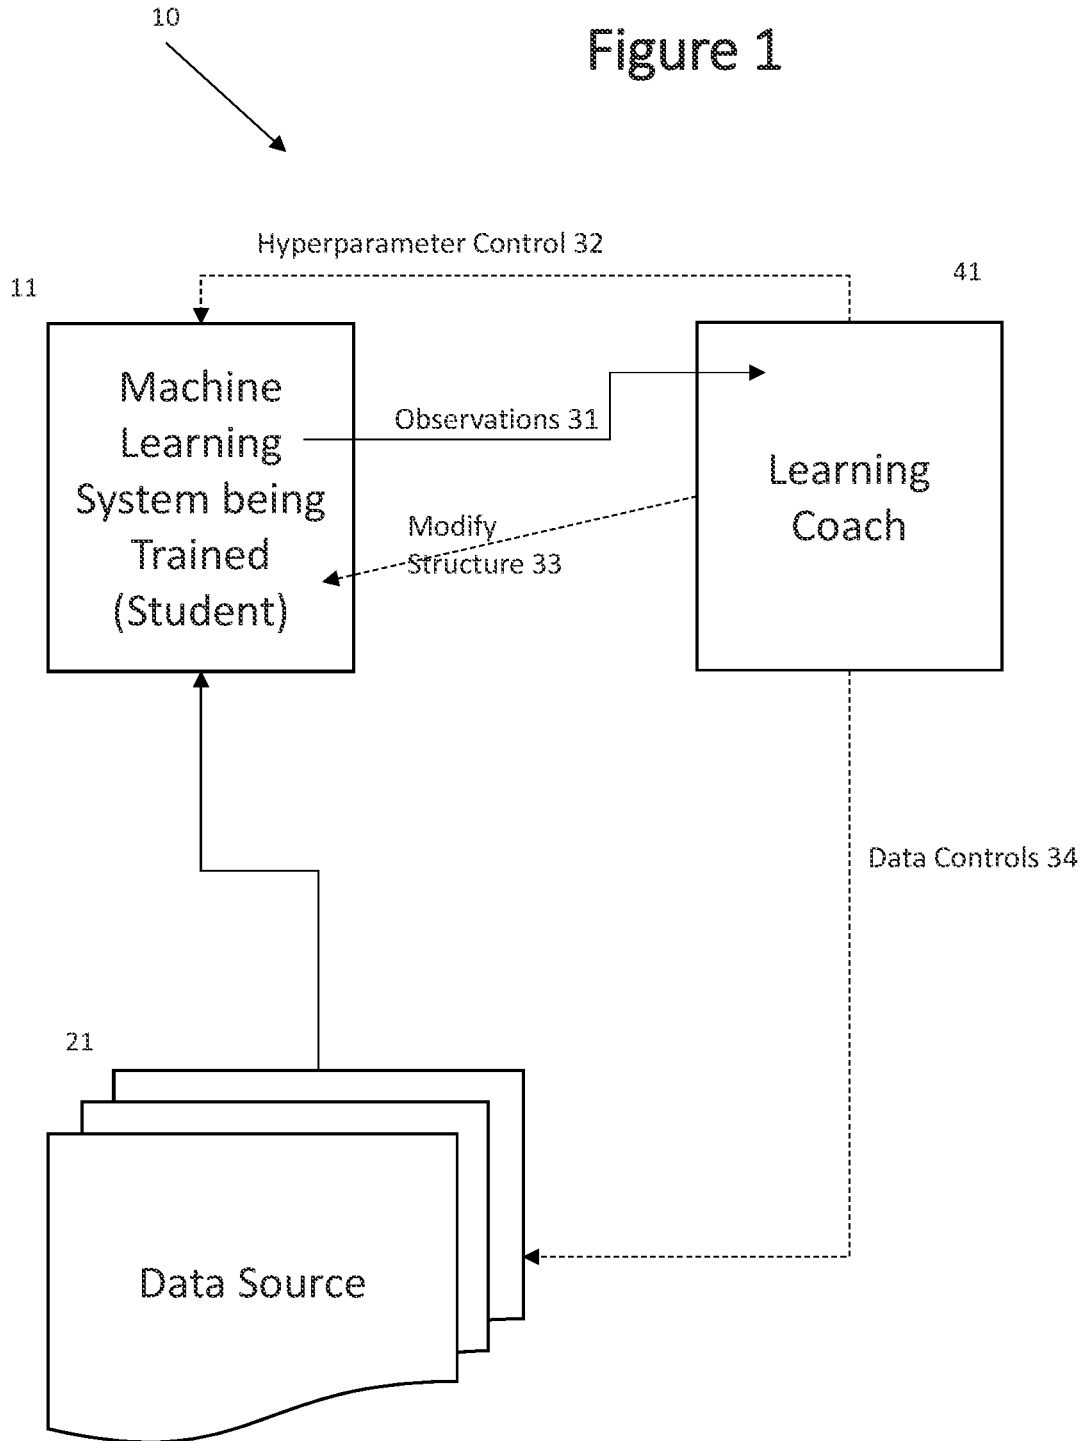 10
Figure 1
Hyperparameter Control 32
11
41
Machine
Learning
System being
Trained
(Student)
Observations 31
Learning
Coach
Modify
Structure 33
Data Controls 34
21
Data Source